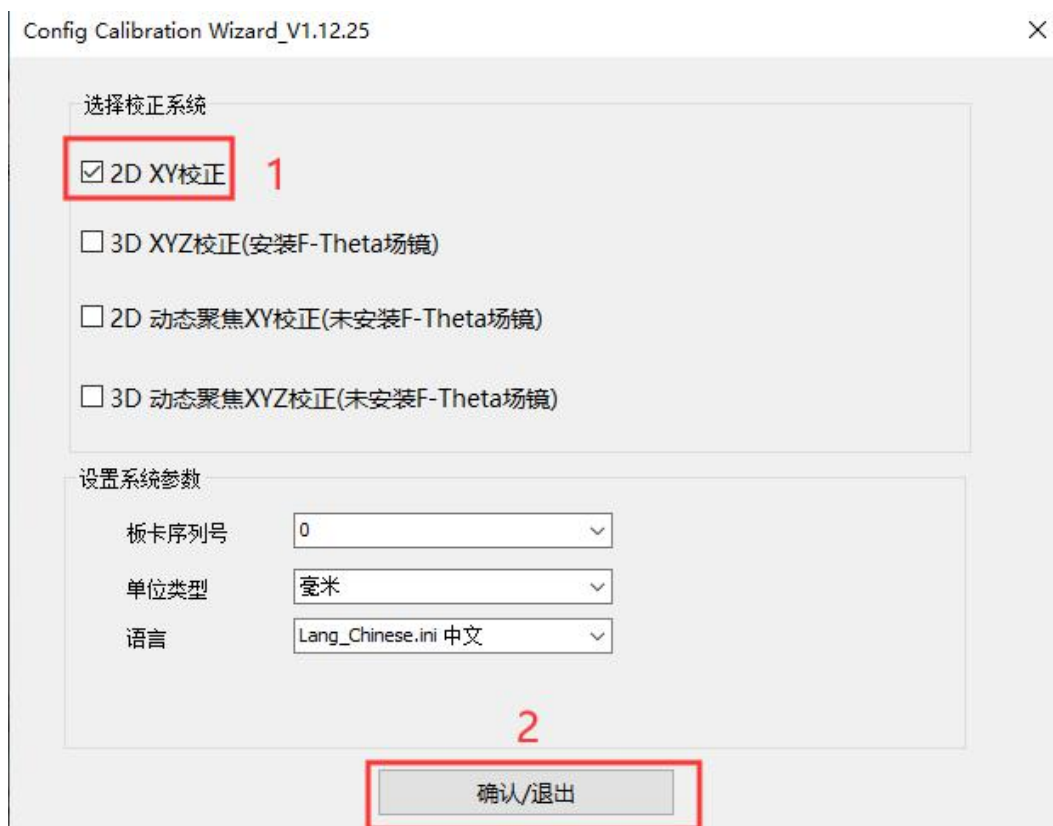 Config Calibration Wizard_V1.12.25
选择校正系统
2D XY校正
1
3D XYZ校正(安装F-Theta场镜)
2D 动态聚焦XY校正(未安装F-Theta场镜)
3D 动态聚焦XYZ校正(未安装F-Theta场镜)
设置系统参数
板卡序列号 0
单位类型 毫米
语言 Lang_Chinese.ini 中文
2
确认/退出